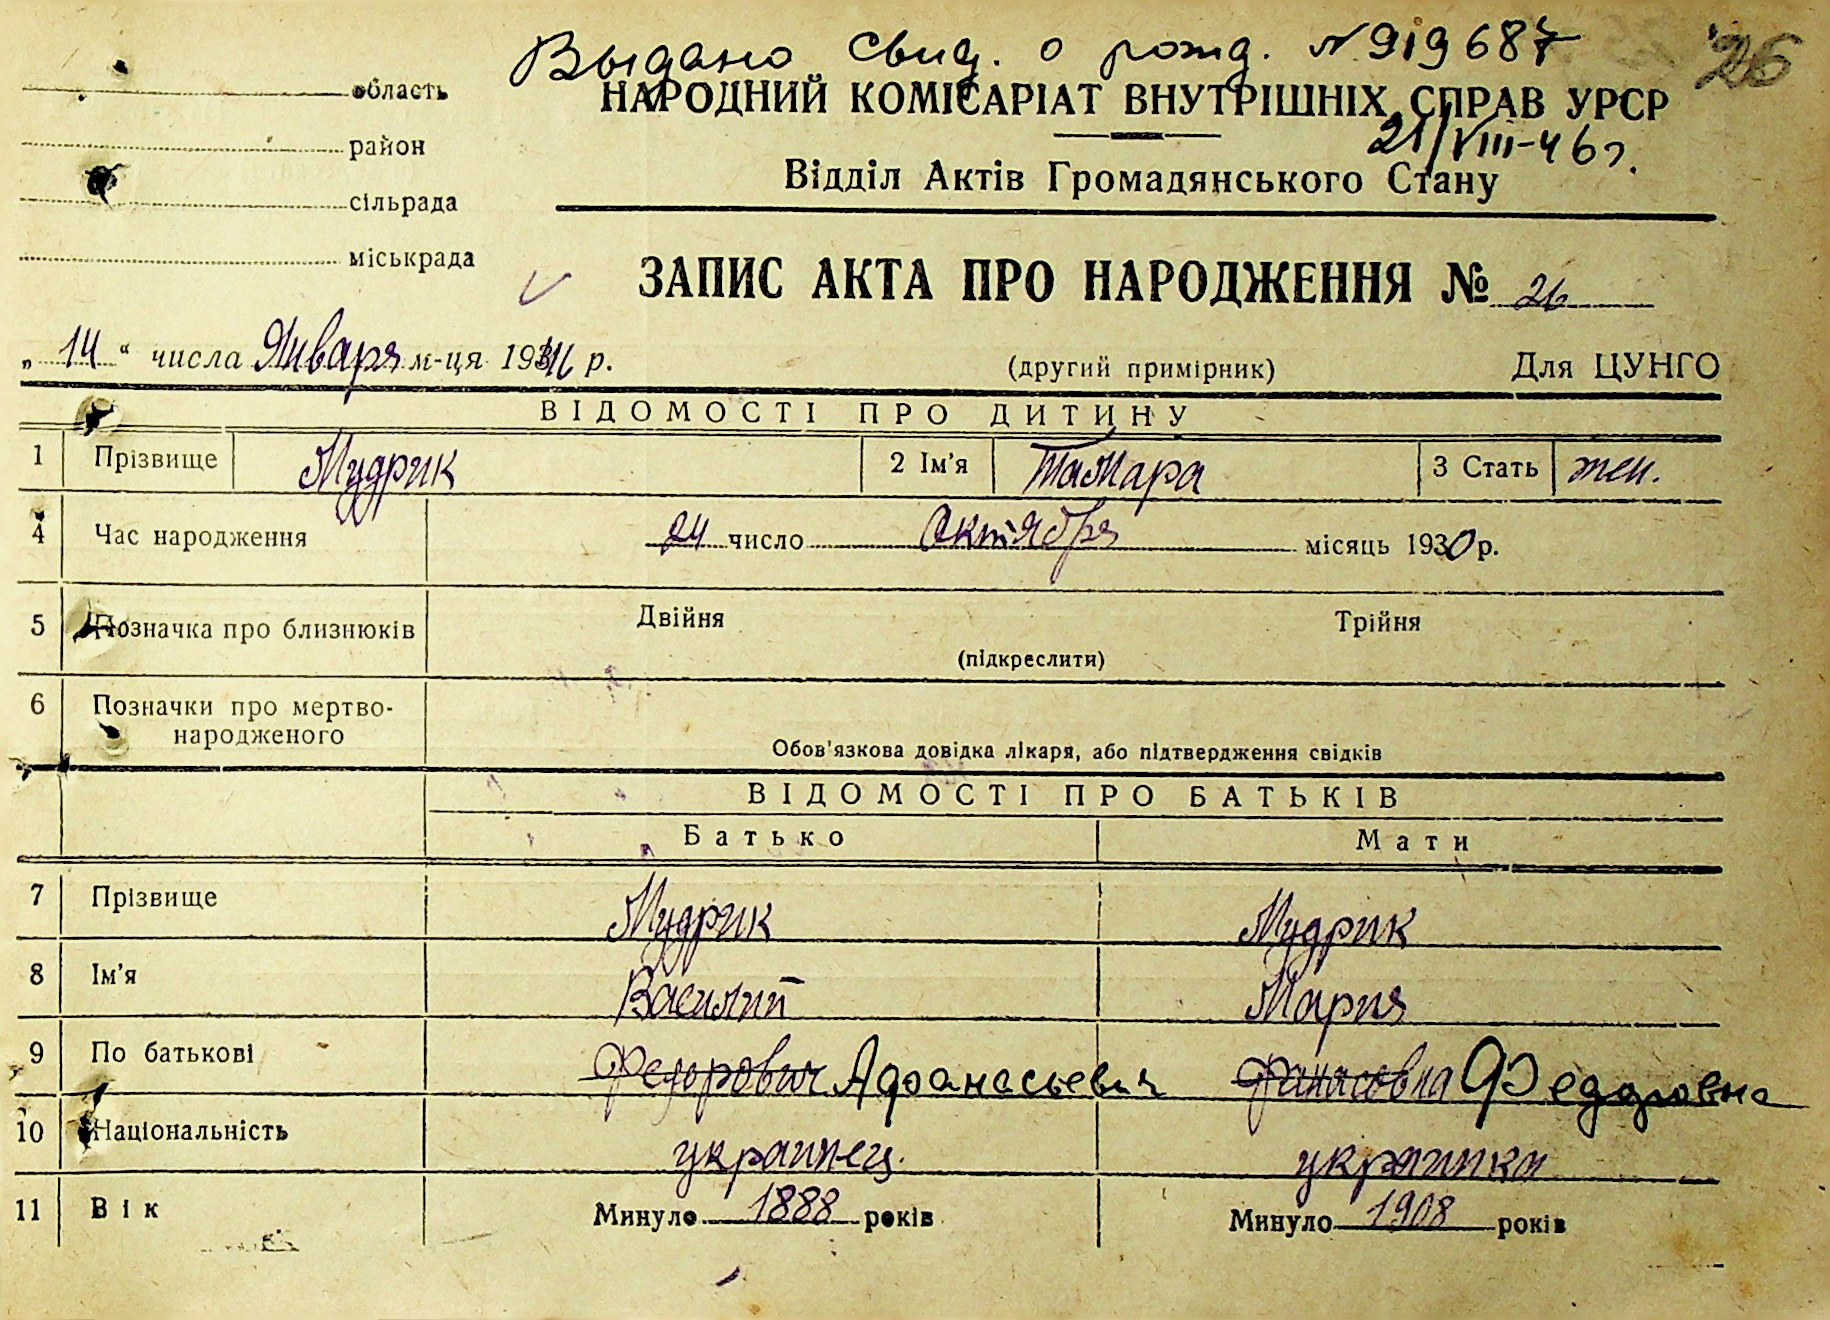 Выдано свид. о рожд. № 919687
26
область
НАРОДНИЙ КОМІСАРІАТ ВНУТРІШНІХ СПРАВ УРСР
21/VIII-46 г.
район
Відділ Актів Громадянського Стану
сільрада
міськрада
ЗАПИС АКТА ПРО НАРОДЖЕННЯ № 26
„ 14 “ числа Января м-ця 19 р.
(другий примірник) Для ЦУНГО
ВІДОМОСТІ ПРО ДИТИНУ
1 Прізвище Мудрик 2 Ім'я Тамара 3 Стать жен.
4 Час народження 24 число Октября місяць 1930 р.
5 Позначка про близнюків Двійня Трійня
(підкреслити)
6 Позначки про мертво-
народженого
Обов'язкова довідка лікаря, або підтвердження свідків
ВІДОМОСТІ ПРО БАТЬКІВ
Батько Мати
7 Прізвище Мудрик Мудрик
8 Ім'я Василий Мария
9 По батькові Федорович Афанасьевич Фанасовна Федоровна
10 Національність украинец. украинка
11 Вік Минуло 1888 років Минуло 1908 років